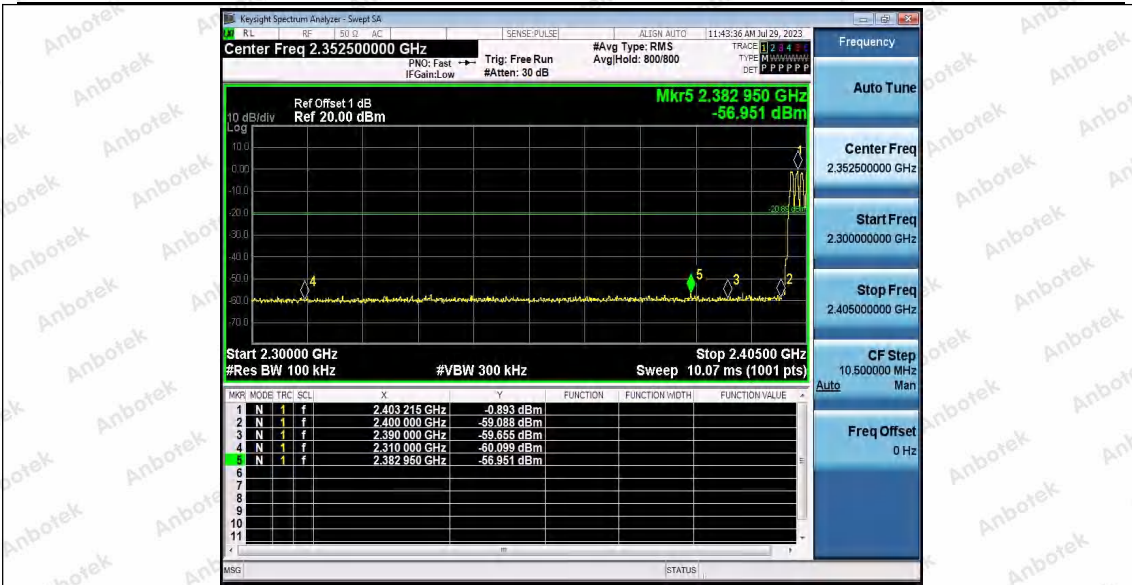 Keysight Spectrum Analyzer - Swept SA
RL RF 50 Ω AC SENSE:PULSE ALIGN AUTO 11:43:36 AM Jul 29, 2023
Center Freq 2.352500000 GHz
PNO: Fast Trig: Free Run
IFGain:Low #Atten: 30 dB
#Avg Type: RMS
Avg|Hold: 800/800
TRACE 1 2 3 4 5 6
TYPE M W W W W W
DET P P P P P P
Ref Offset 1 dB
10 dB/div Ref 20.00 dBm
Log
Mkr5 2.382 950 GHz
-56.951 dBm
10.0
0.00
-10.0
-20.0
-30.0
-40.0
-50.0
-60.0
-70.0
1
4
5
3
2
Start 2.30000 GHz Stop 2.40500 GHz
#Res BW 100 kHz #VBW 300 kHz Sweep 10.07 ms (1001 pts)
MKR MODE TRC SCL X Y FUNCTION FUNCTION WIDTH FUNCTION VALUE
1 N 1 f 2.403 215 GHz -0.893 dBm
2 N 1 f 2.400 000 GHz -59.088 dBm
3 N 1 f 2.390 000 GHz -59.655 dBm
4 N 1 f 2.310 000 GHz -60.099 dBm
5 N 1 f 2.382 950 GHz -56.951 dBm
6
7
8
9
10
11
MSG STATUS
Frequency
Auto Tune
Center Freq
2.352500000 GHz
Start Freq
2.300000000 GHz
Stop Freq
2.405000000 GHz
CF Step
10.500000 MHz
Auto Man
Freq Offset
0 Hz
Anbotek